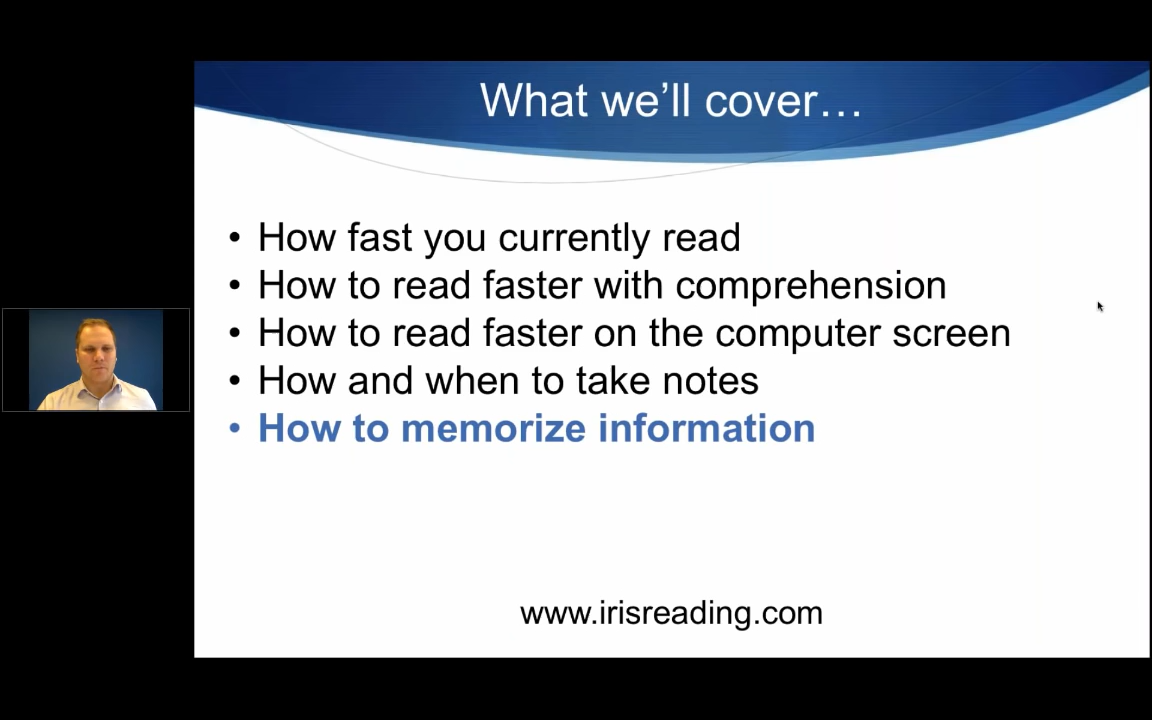 What we’ll cover…
• How fast you currently read
• How to read faster with comprehension
• How to read faster on the computer screen
• How and when to take notes
• How to memorize information
www.irisreading.com